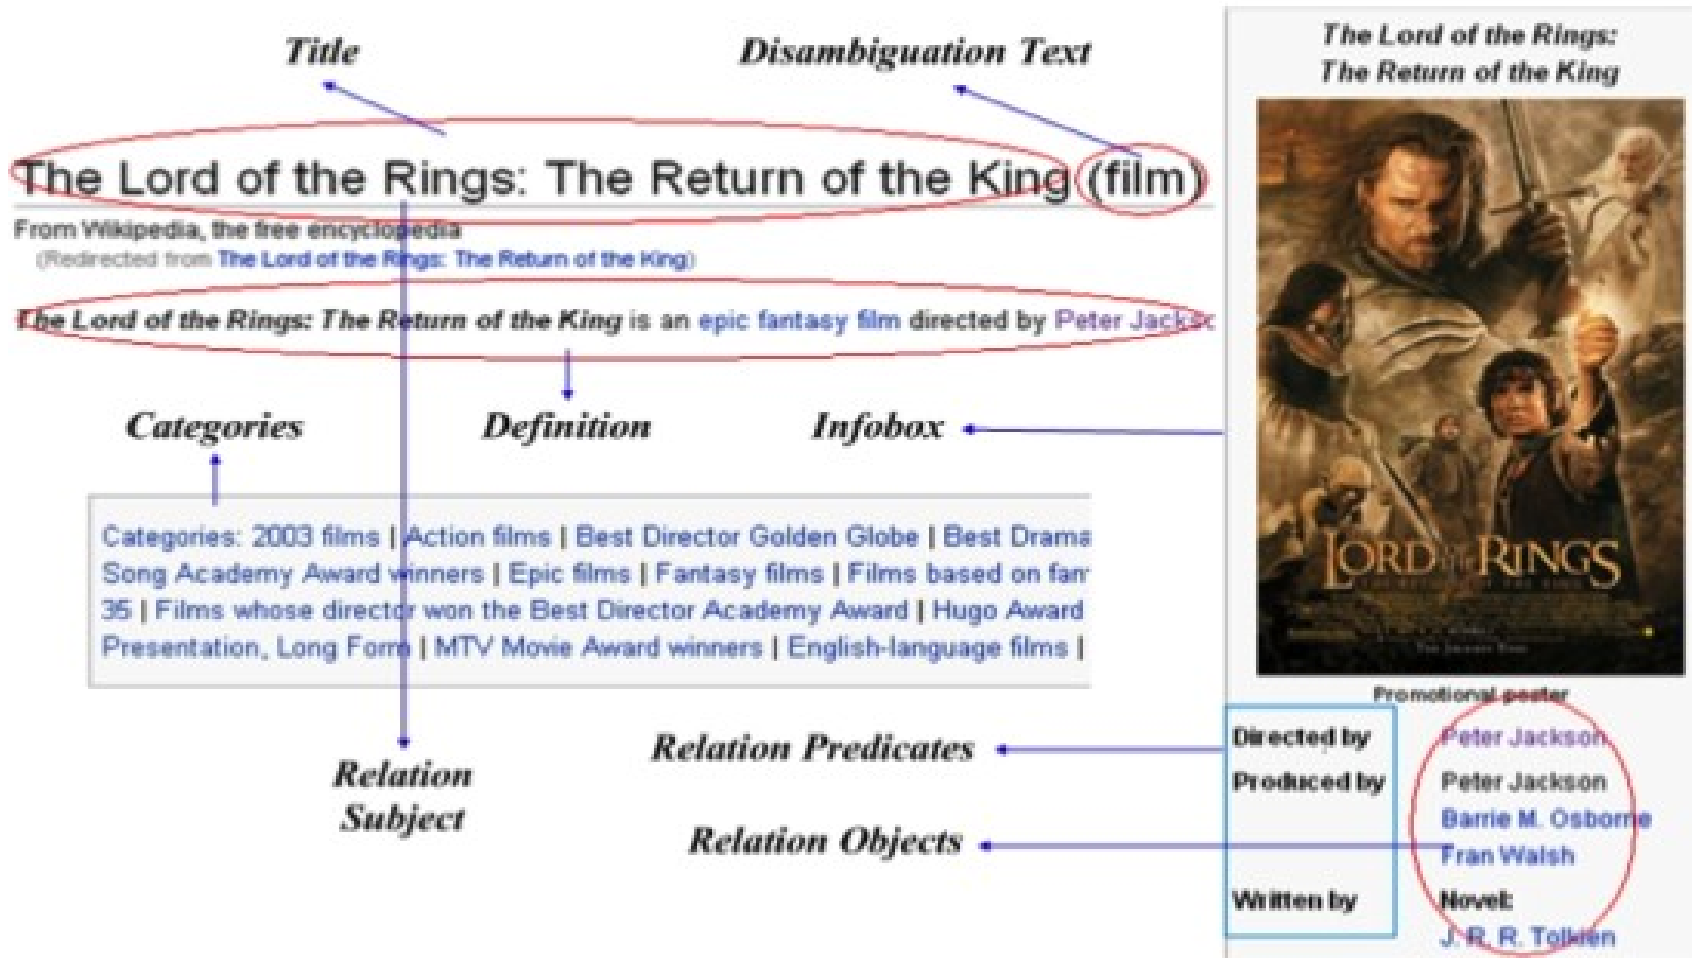 Title
Disambiguation Text
The Lord of the Rings: The Return of the King (film)
From Wikipedia, the free encyclopedia
(Redirected from The Lord of the Rings: The Return of the King)
The Lord of the Rings: The Return of the King is an epic fantasy film directed by Peter Jackso
Categories
Definition
Infobox
Categories: 2003 films | Action films | Best Director Golden Globe | Best Drama
Song Academy Award winners | Epic films | Fantasy films | Films based on fan
35 | Films whose director won the Best Director Academy Award | Hugo Award
Presentation, Long Form | MTV Movie Award winners | English-language films |
Relation Subject
Relation Predicates
Relation Objects
The Lord of the Rings:
The Return of the King
LORD OF THE RINGS
Promotional poster
Directed by Peter Jackson
Produced by Peter Jackson
Barrie M. Osborne
Fran Walsh
Written by Novel:
J. R. R. Tolkien